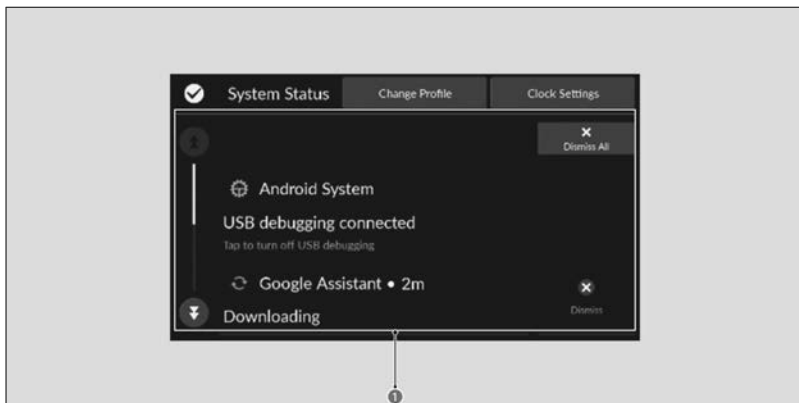 System Status
Change Profile
Clock Settings
Dismiss All
Android System
USB debugging connected
Tap to turn off USB debugging
Google Assistant • 2m
Downloading
Dismiss
1